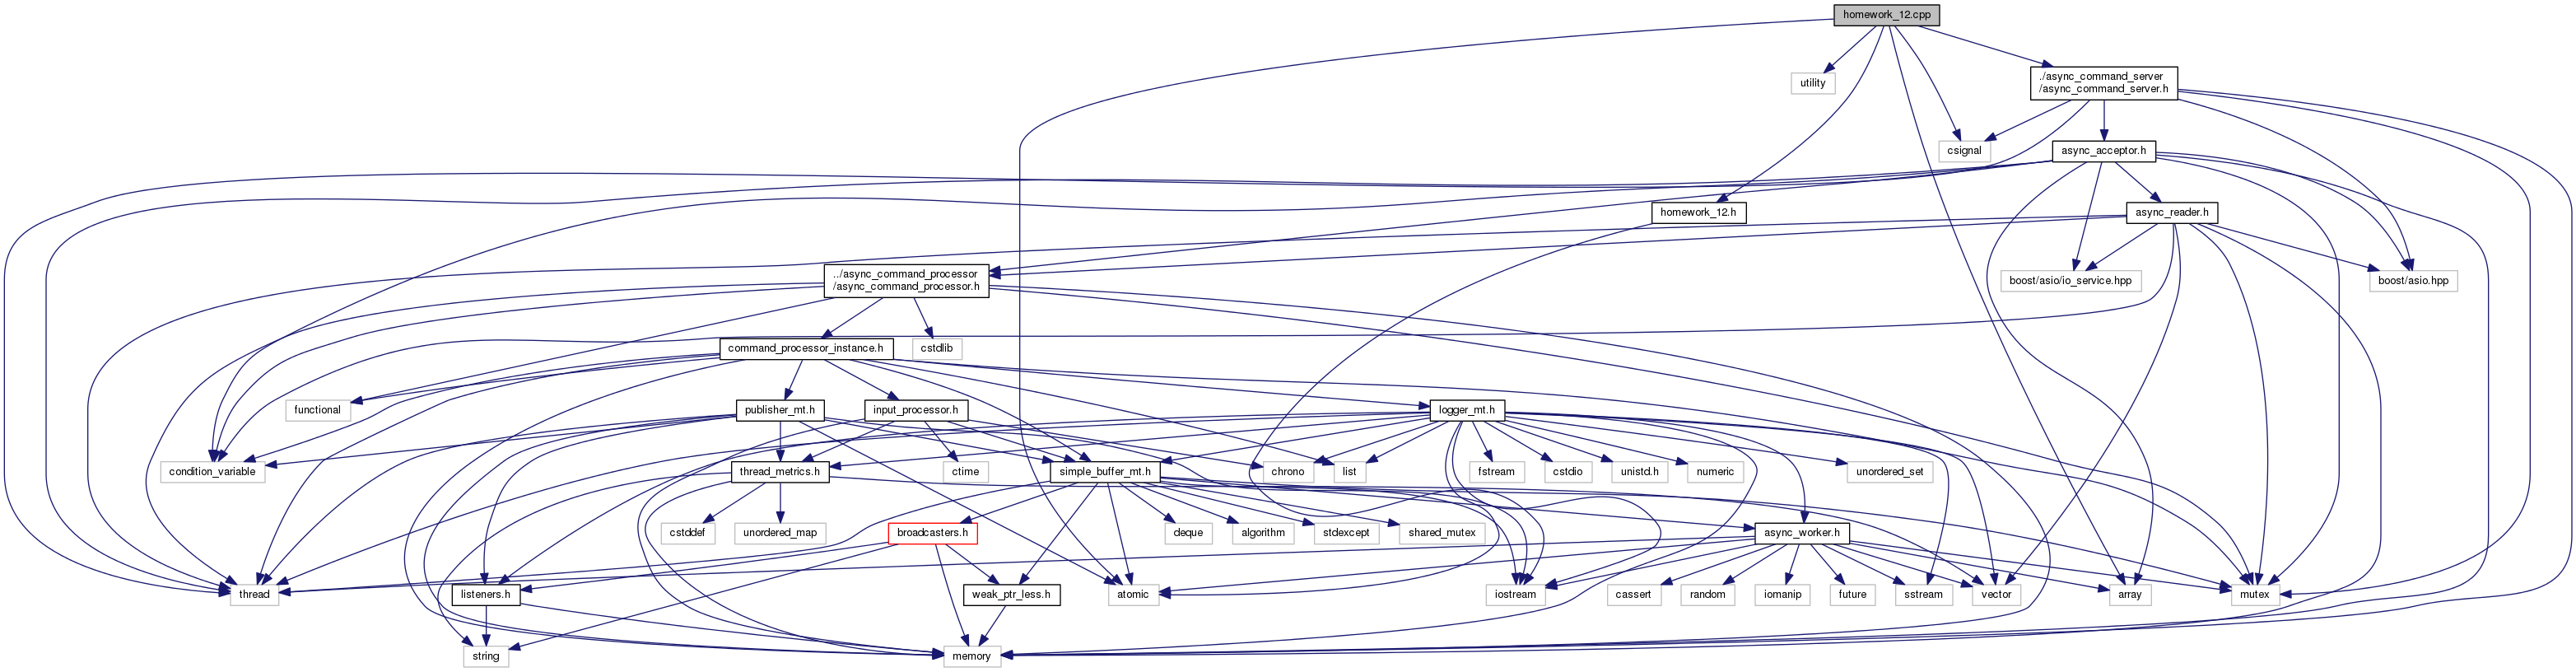 homework_12.cpp
utility
./async_command_server
/async_command_server.h
csignal
async_acceptor.h
homework_12.h
async_reader.h
../async_command_processor
/async_command_processor.h
boost/asio/io_service.hpp
boost/asio.hpp
command_processor_instance.h
cstdlib
functional
publisher_mt.h
input_processor.h
logger_mt.h
condition_variable
thread_metrics.h
ctime
simple_buffer_mt.h
chrono
list
fstream
cstdio
unistd.h
numeric
unordered_set
cstddef
unordered_map
broadcasters.h
deque
algorithm
stdexcept
shared_mutex
async_worker.h
thread
listeners.h
weak_ptr_less.h
atomic
iostream
cassert
random
iomanip
future
sstream
vector
array
mutex
string
memory